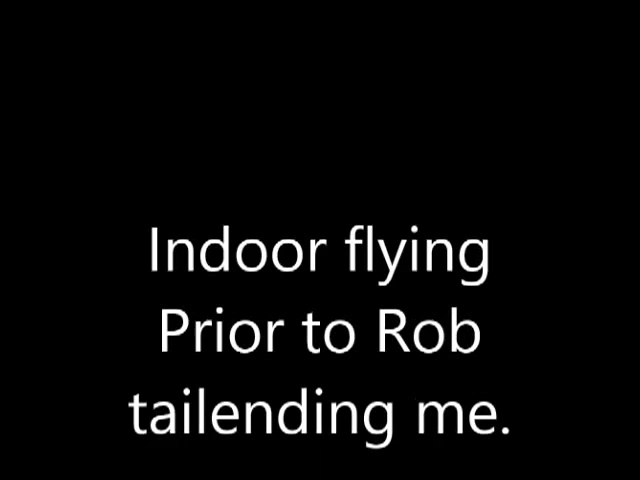 Indoor flying
Prior to Rob
tailending me.